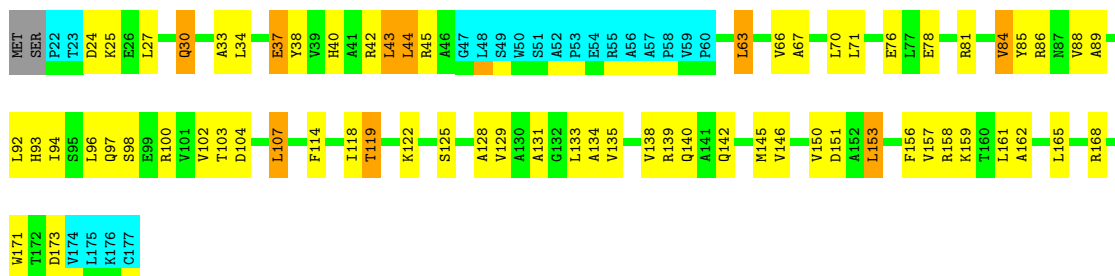 MET SER P22 T23 D24 K25 E26 L27 Q30 A33 L34 E37 Y38 V39 H40 A41 R42 L43 L44 R45 A46 G47 L48 S49 W50 S51 A52 P53 E54 R55 A56 A57 P58 V59 P60 L63 V66 A67 L70 L71 E76 L77 E78 R81 V84 Y85 R86 N87 V88 A89
L92 H93 I94 S95 L96 Q97 S98 E99 R100 V101 V102 T103 D104 L107 F114 I118 T119 K122 S125 A128 V129 A130 A131 G132 L133 A134 V135 V138 R139 Q140 A141 Q142 M145 V146 V150 D151 A152 L153 F156 V157 R158 K159 T160 L161 A162 L165 R168
W171 T172 D173 V174 L175 K176 C177